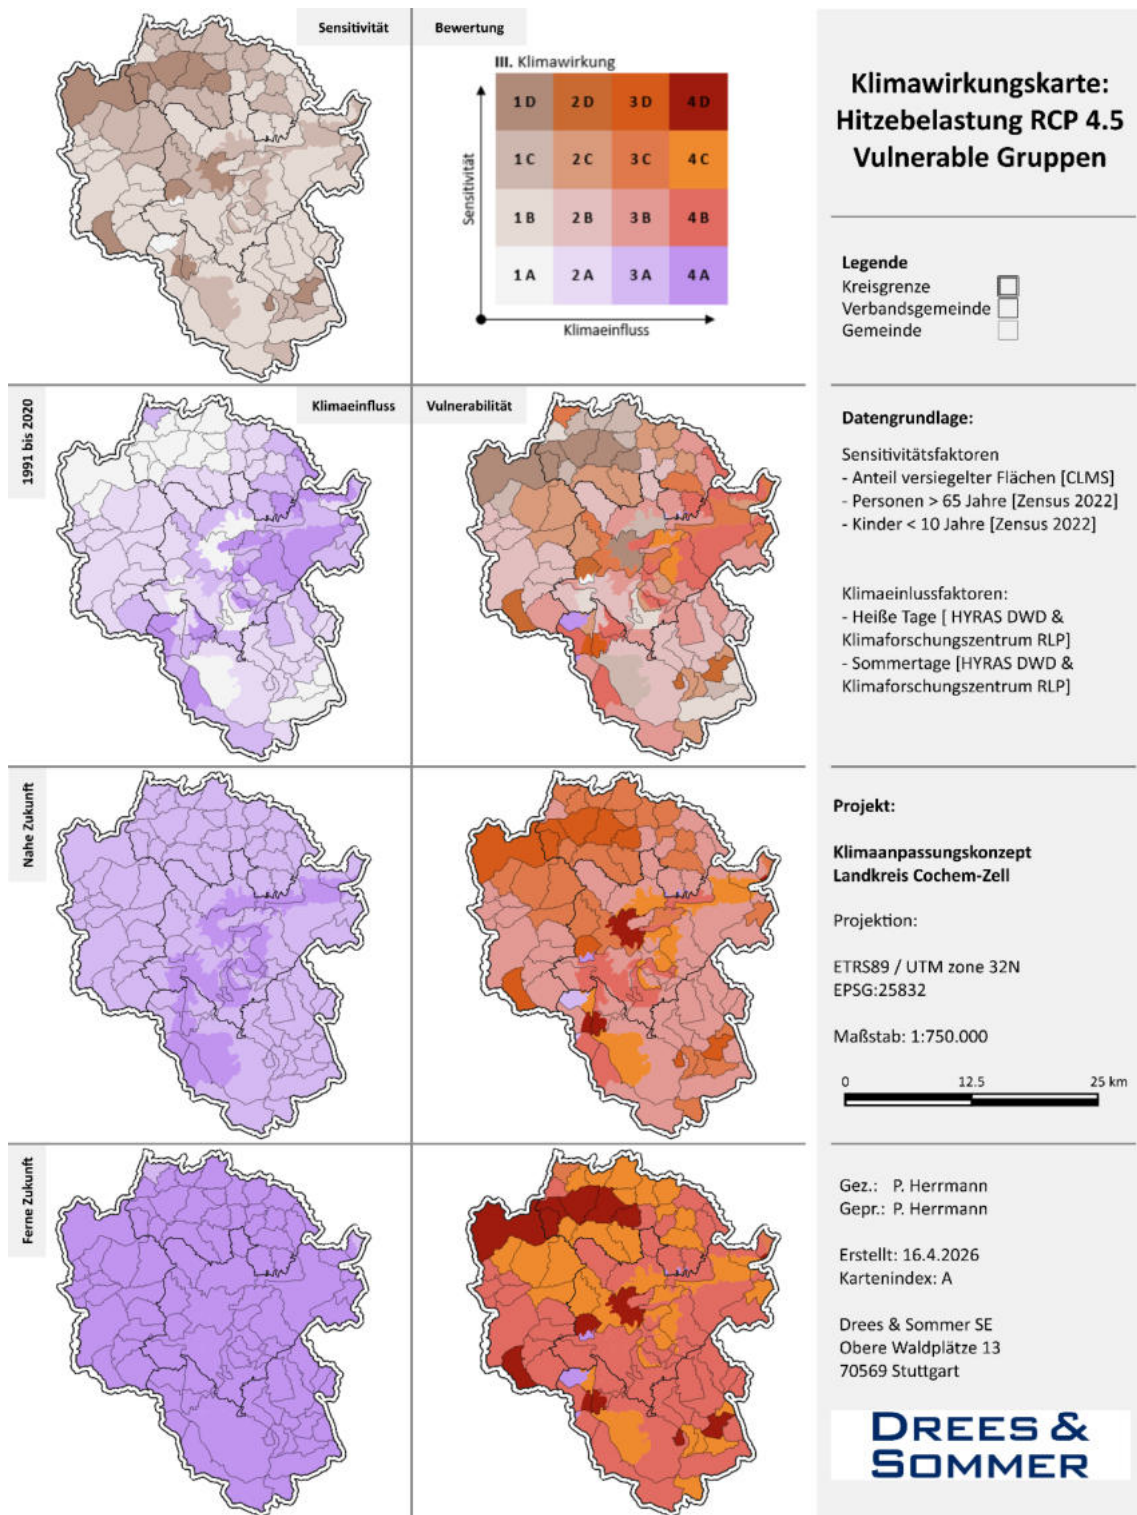 Sensitivität
Bewertung
III. Klimawirkung
Sensitivität
1 D
2 D
3 D
4 D
1 C
2 C
3 C
4 C
1 B
2 B
3 B
4 B
1 A
2 A
3 A
4 A
Klimaeinfluss
Klimawirkungskarte:
Hitzebelastung RCP 4.5
Vulnerable Gruppen
Legende
Kreisgrenze
Verbandsgemeinde
Gemeinde
1991 bis 2020
Klimaeinfluss
Vulnerabilität
Datengrundlage:
Sensitivitätsfaktoren
- Anteil versiegelter Flächen [CLMS]
- Personen > 65 Jahre [Zensus 2022]
- Kinder < 10 Jahre [Zensus 2022]
Klimaeinlussfaktoren:
- Heiße Tage [ HYRAS DWD &
Klimaforschungszentrum RLP]
- Sommertage [HYRAS DWD &
Klimaforschungszentrum RLP]
Nahe Zukunft
Projekt:
Klimaanpassungskonzept
Landkreis Cochem-Zell
Projektion:
ETRS89 / UTM zone 32N
EPSG:25832
Maßstab: 1:750.000
0 12.5 25 km
Ferne Zukunft
Gez.: P. Herrmann
Gepr.: P. Herrmann
Erstellt: 16.4.2026
Kartenindex: A
Drees & Sommer SE
Obere Waldplätze 13
70569 Stuttgart
DREES &
SOMMER